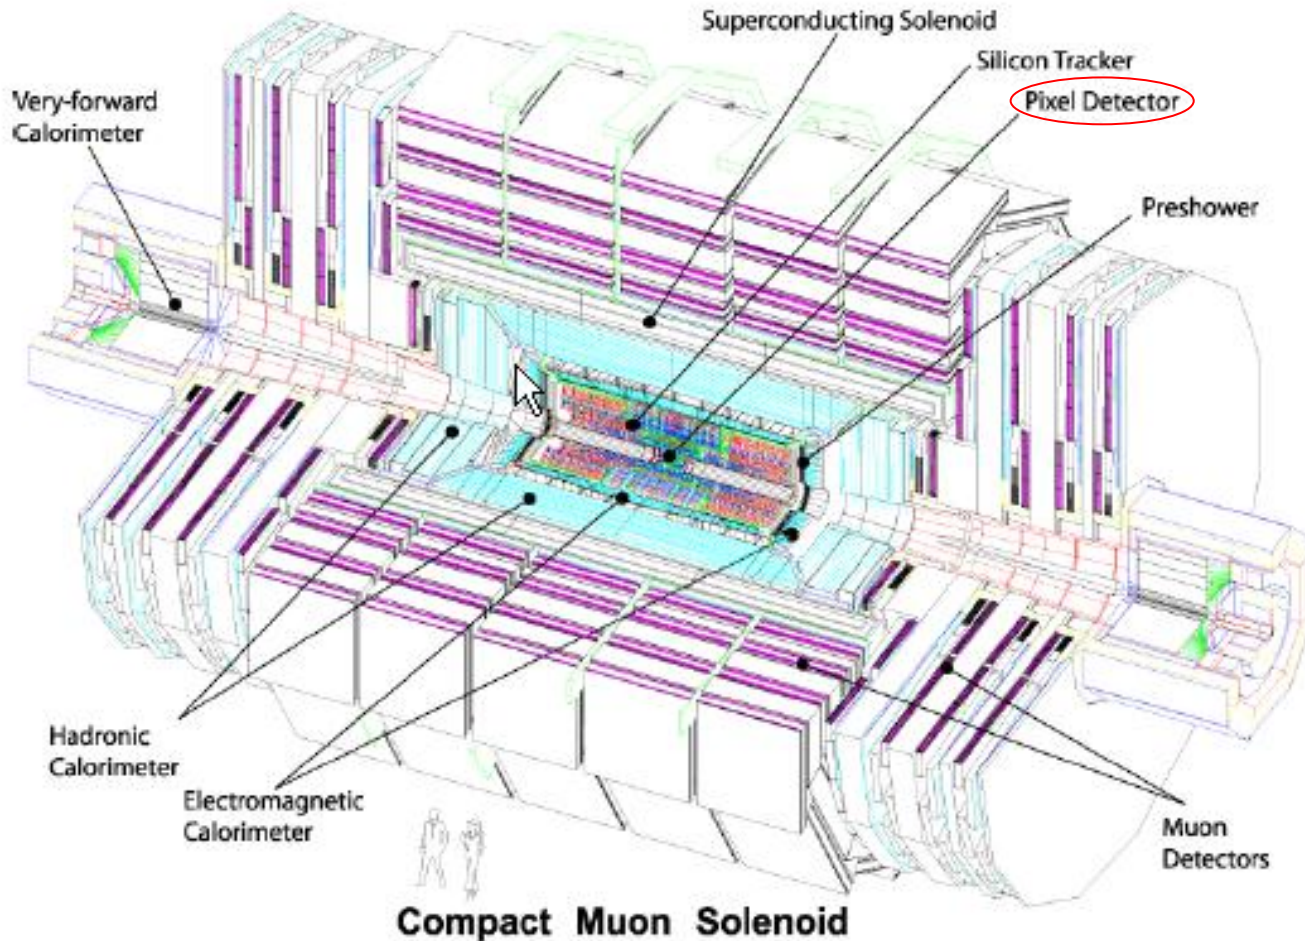 Superconducting Solenoid
Silicon Tracker
Pixel Detector
Very-forward
Calorimeter
Preshower
Hadronic
Calorimeter
Electromagnetic
Calorimeter
Muon
Detectors
Compact Muon Solenoid